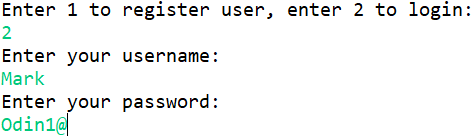 Enter 1 to register user, enter 2 to login:
2
Enter your username:
Mark
Enter your password:
Odin1@